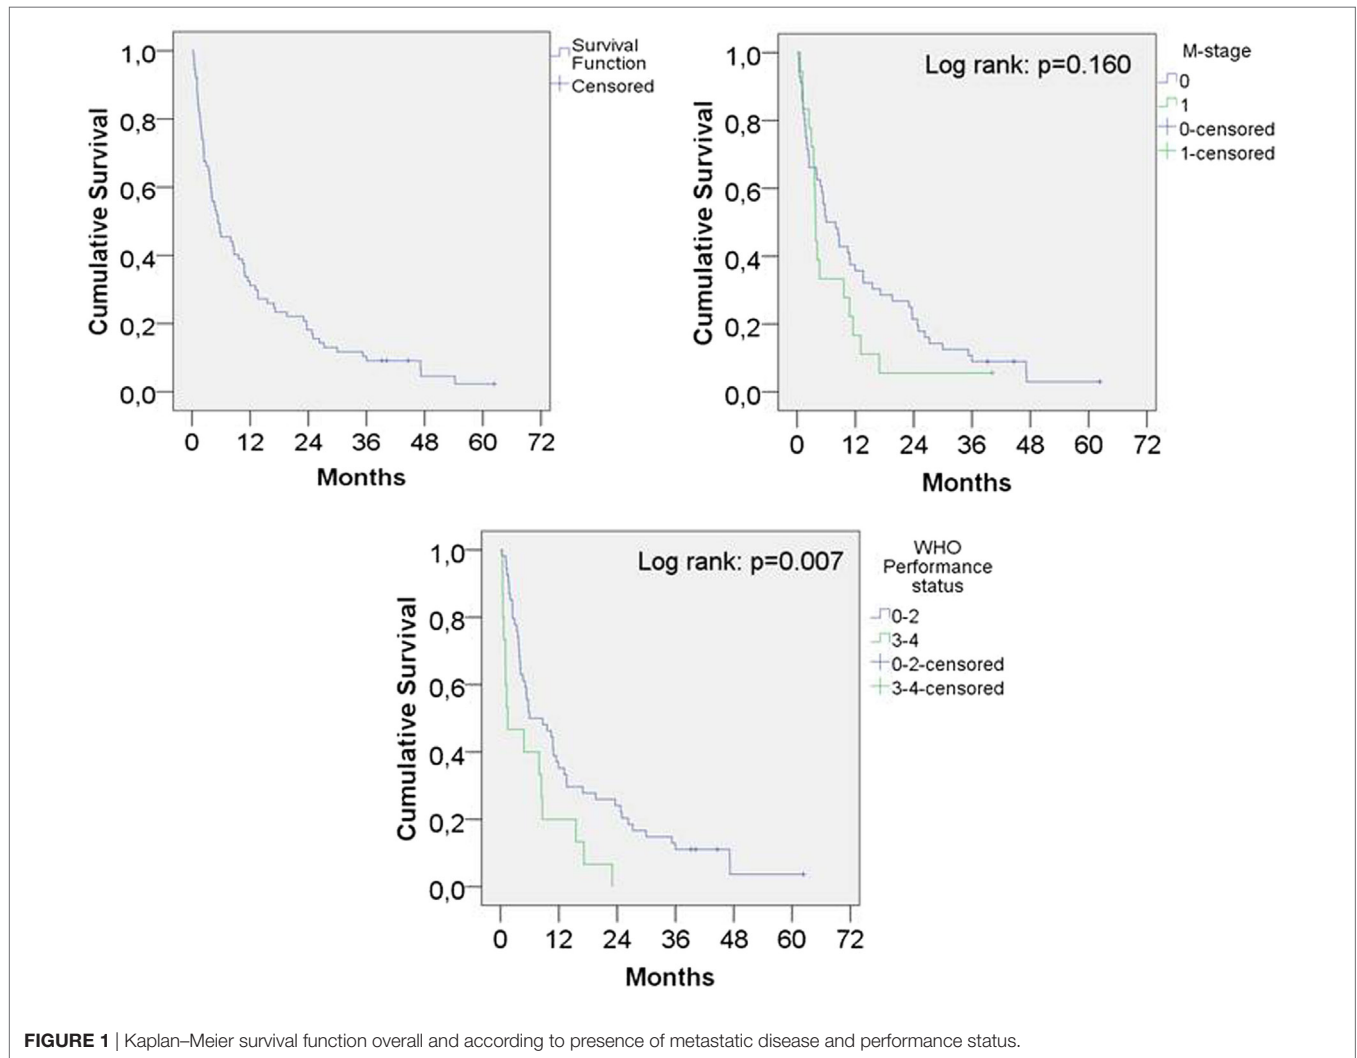 1,0
0,8
0,6
0,4
0,2
0,0
Cumulative Survival
0 12 24 36 48 60 72
Months
Survival
Function
Censored
1,0
0,8
0,6
0,4
0,2
0,0
Cumulative Survival
Log rank: p=0.160
0 12 24 36 48 60 72
Months
M-stage
0
1
0-censored
1-censored
1,0
0,8
0,6
0,4
0,2
0,0
Cumulative Survival
Log rank: p=0.007
0 12 24 36 48 60 72
Months
WHO
Performance
status
0-2
3-4
0-2-censored
3-4-censored
FIGURE 1 | Kaplan–Meier survival function overall and according to presence of metastatic disease and performance status.